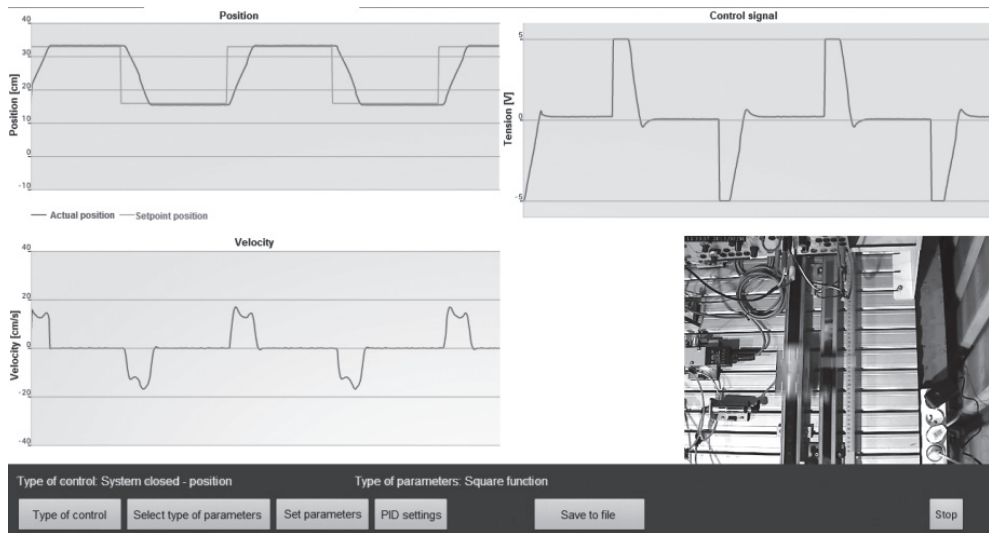 Position
40
30
20
10
0
-10
Position [cm]
Actual position
Setpoint position
Control signal
5
0
-5
Tension [V]
Velocity
40
20
0
-20
-40
Velocity [cm/s]
Type of control: System closed - position
Type of parameters: Square function
Type of control
Select type of parameters
Set parameters
PID settings
Save to file
Stop